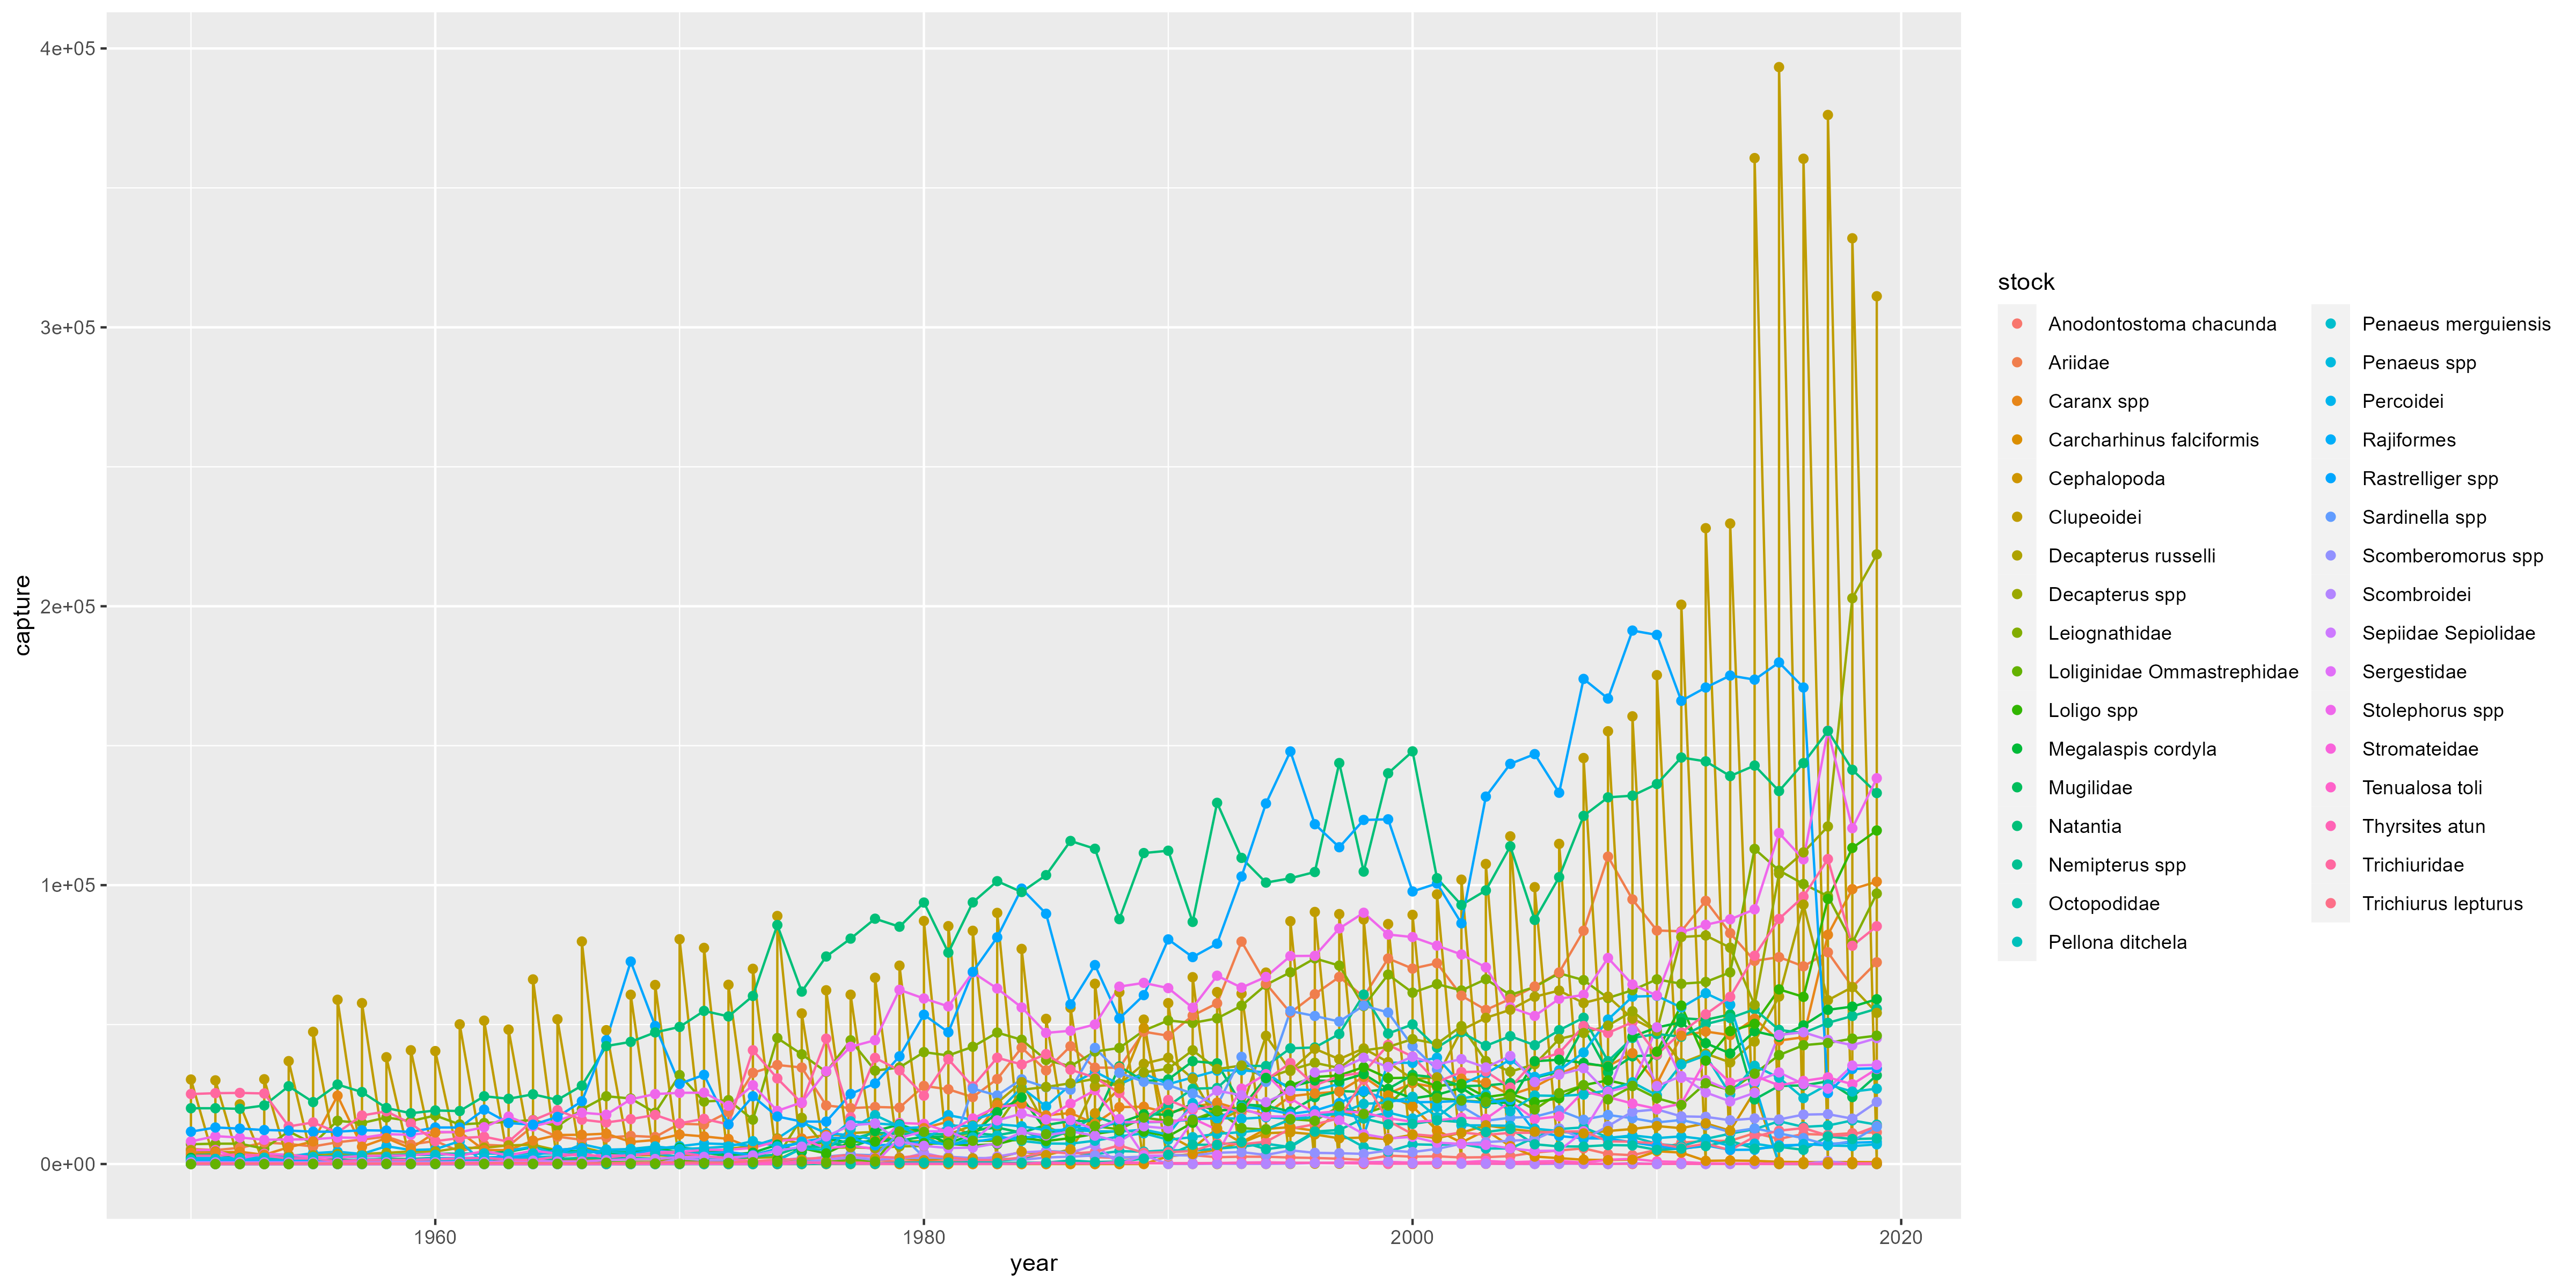 4e+05
3e+05
2e+05
1e+05
0e+00
capture
1960
1980
2000
2020
year
stock
Anodontostoma chacunda
Ariidae
Caranx spp
Carcharhinus falciformis
Cephalopoda
Clupeoidei
Decapterus russelli
Decapterus spp
Leiognathidae
Loliginidae Ommastrephidae
Loligo spp
Megalaspis cordyla
Mugilidae
Natantia
Nemipterus spp
Octopodidae
Pellona ditchela
Penaeus merguiensis
Penaeus spp
Percoidei
Rajiformes
Rastrelliger spp
Sardinella spp
Scomberomorus spp
Scombroidei
Sepiidae Sepiolidae
Sergestidae
Stolephorus spp
Stromateidae
Tenualosa toli
Thyrsites atun
Trichiuridae
Trichiurus lepturus